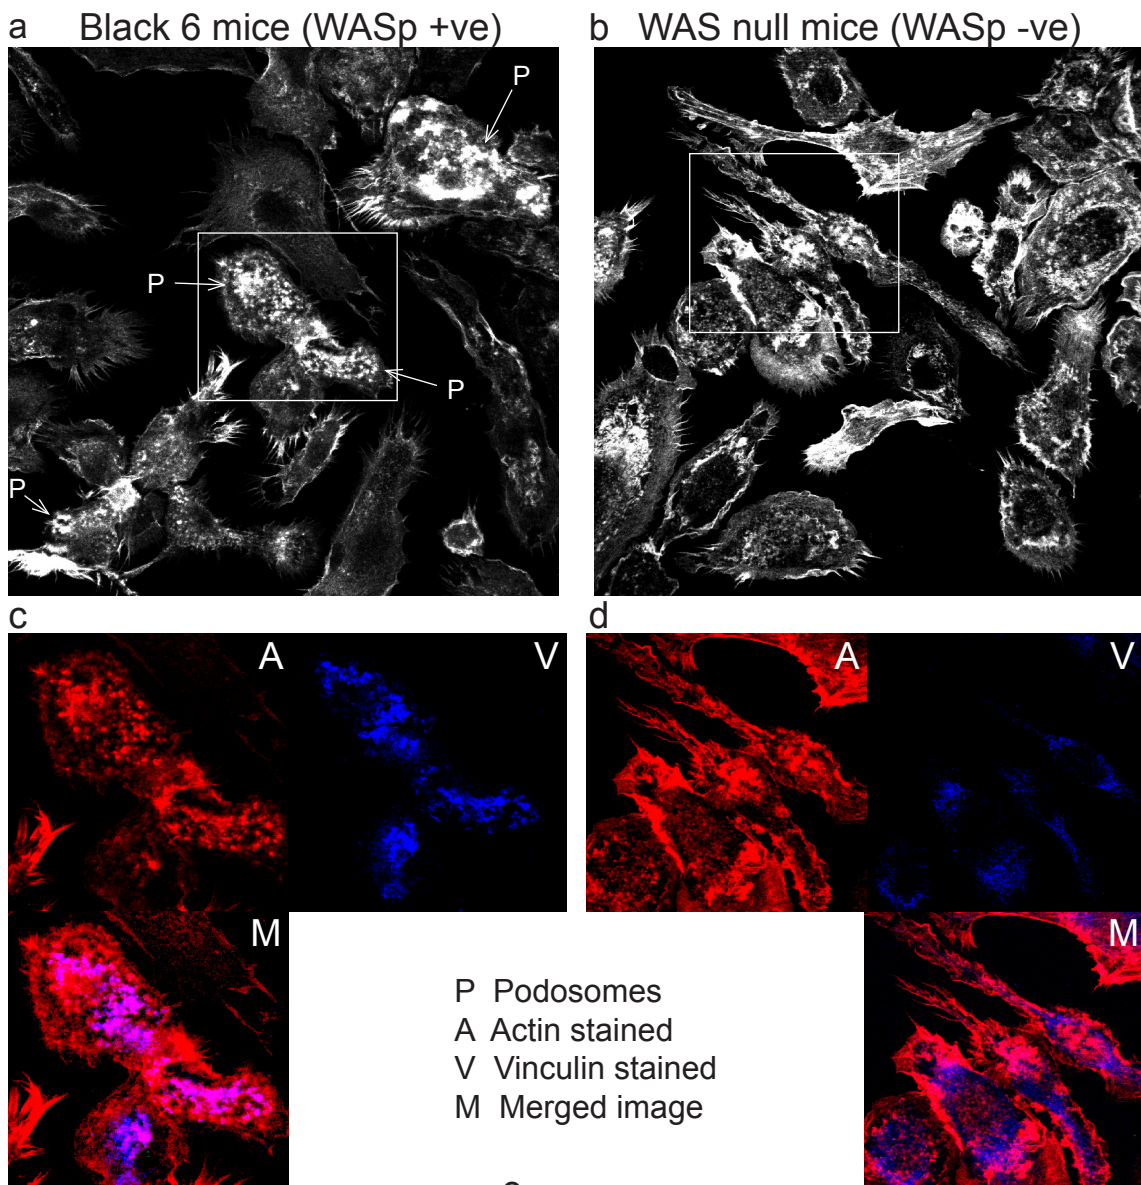 a Black 6 mice (WASp +ve)
b WAS null mice (WASp -ve)
P
P
P
P
c
d
A
V
A
V
M
M
P Podosomes
A Actin stained
V Vinculin stained
M Merged image